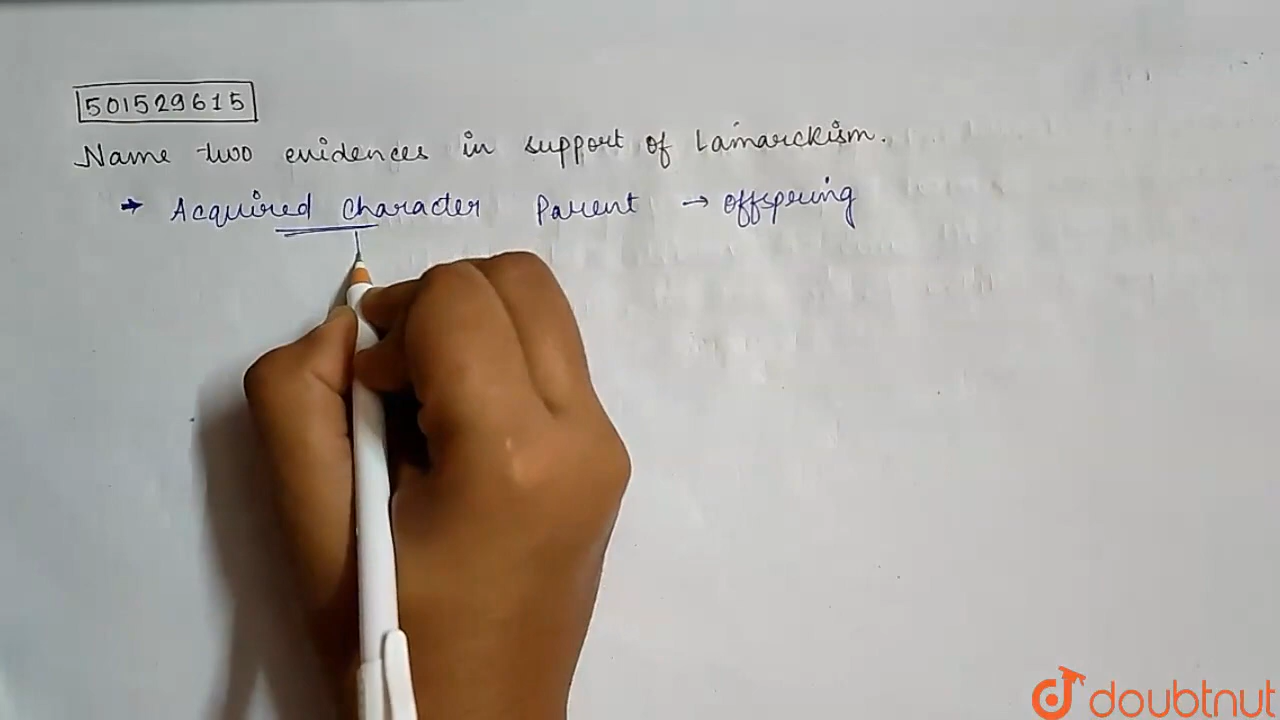 501529615
Name two evidences in support of Lamarckism.
→ Acquired Character Parent → Offspring
doubtnut